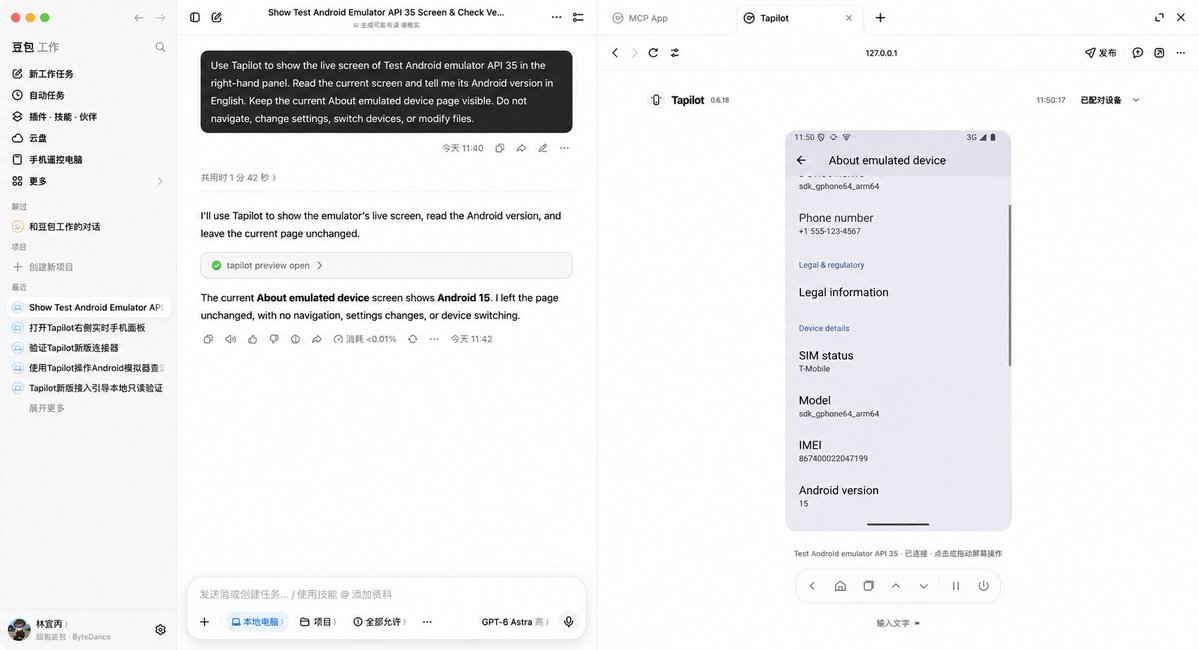 豆包 工作
新工作任务
自动任务
插件 · 技能 · 伙伴
云盘
手机遥控电脑
更多
聊过
和豆包工作的对话
项目
创建新项目
最近
Show Test Android Emulator API
打开Tapilot右侧实时手机面板
验证Tapilot新版连接器
使用Tapilot操作Android模拟器查
Tapilot新版接入引导本地只读验证
展开更多
林宜丙
· ByteDance
Show Test Android Emulator API 35 Screen & Check Ve...
AI 生成可能有误 请核实
Use Tapilot to show the live screen of Test Android emulator API 35 in the
right-hand panel. Read the current screen and tell me its Android version in
English. Keep the current About emulated device page visible. Do not
navigate, change settings, switch devices, or modify files.
今天 11:40
共用时 1 分 42 秒
I'll use Tapilot to show the emulator's live screen, read the Android version, and
leave the current page unchanged.
tapilot preview open
The current About emulated device screen shows Android 15. I left the page
unchanged, with no navigation, settings changes, or device switching.
消耗 <0.01%
今天 11:42
发送消息或创建任务... / 使用技能 @ 添加资料
本地电脑
项目
全部允许
GPT-6 Astra 高
MCP App
Tapilot
127.0.0.1
发布
Tapilot 0.6.18
11:50:17
已配对设备
11:50
3G
About emulated device
sdk_gphone64_arm64
Phone number
+1 555-123-4567
Legal & regulatory
Legal information
Device details
SIM status
T-Mobile
Model
sdk_gphone64_arm64
IMEI
867400022047199
Android version
15
Test Android emulator API 35 · 已连接 · 点击或拖动屏幕操作
输入文字